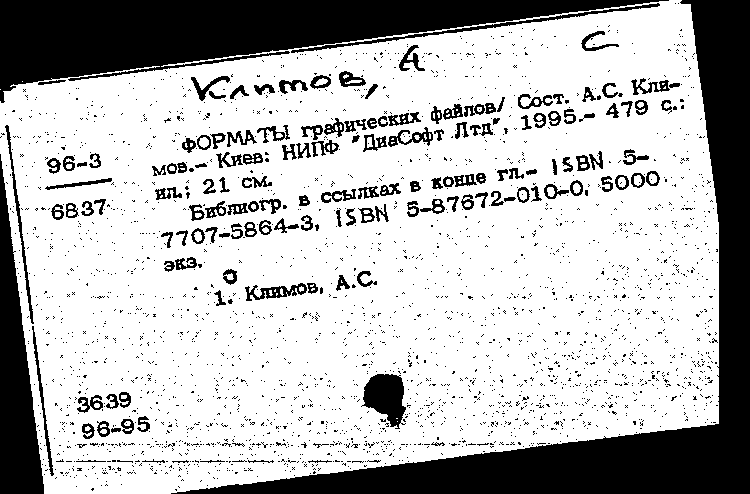 Климов, А С
96-3
6837
ФОРМАТЫ графических файлов/ Сост. А.С. Кли-
мов.- Киев: НИПФ "ДиаСофт Лтд", 1995.- 479 с.:
ил.; 21 см.
Библиогр. в ссылках в конце гл.- ISBN 5-
7707-5864-3, ISBN 5-87672-010-0, 5000
экз.
1. Климов, А.С.
3639
96-95